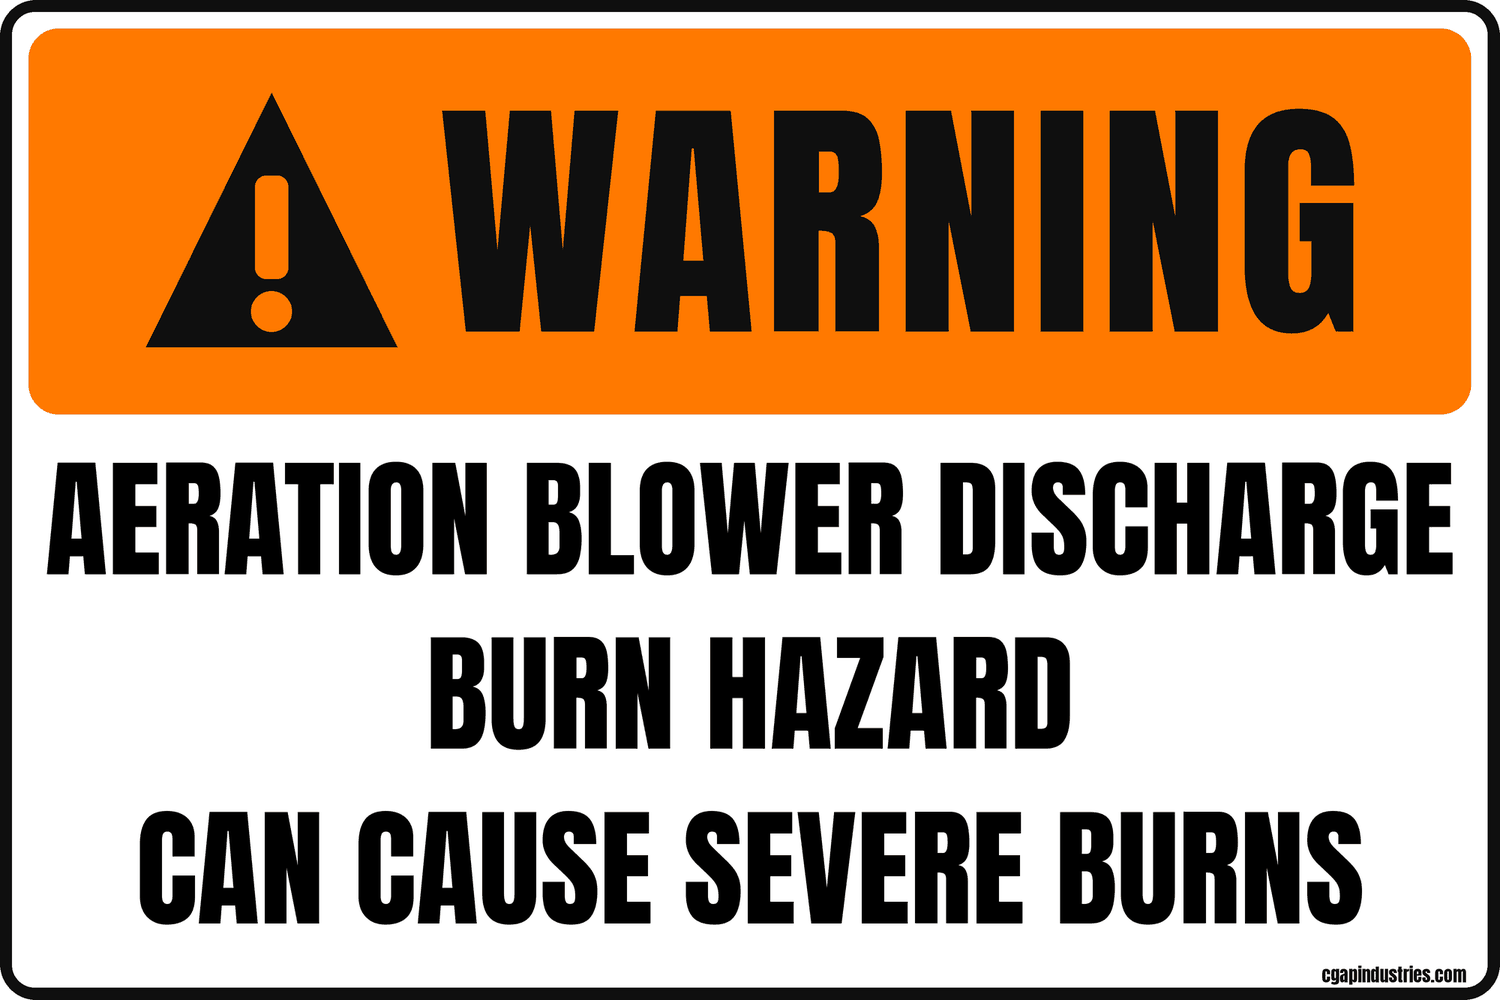 WARNING
AERATION BLOWER DISCHARGE
BURN HAZARD
CAN CAUSE SEVERE BURNS
cgapindustries.com